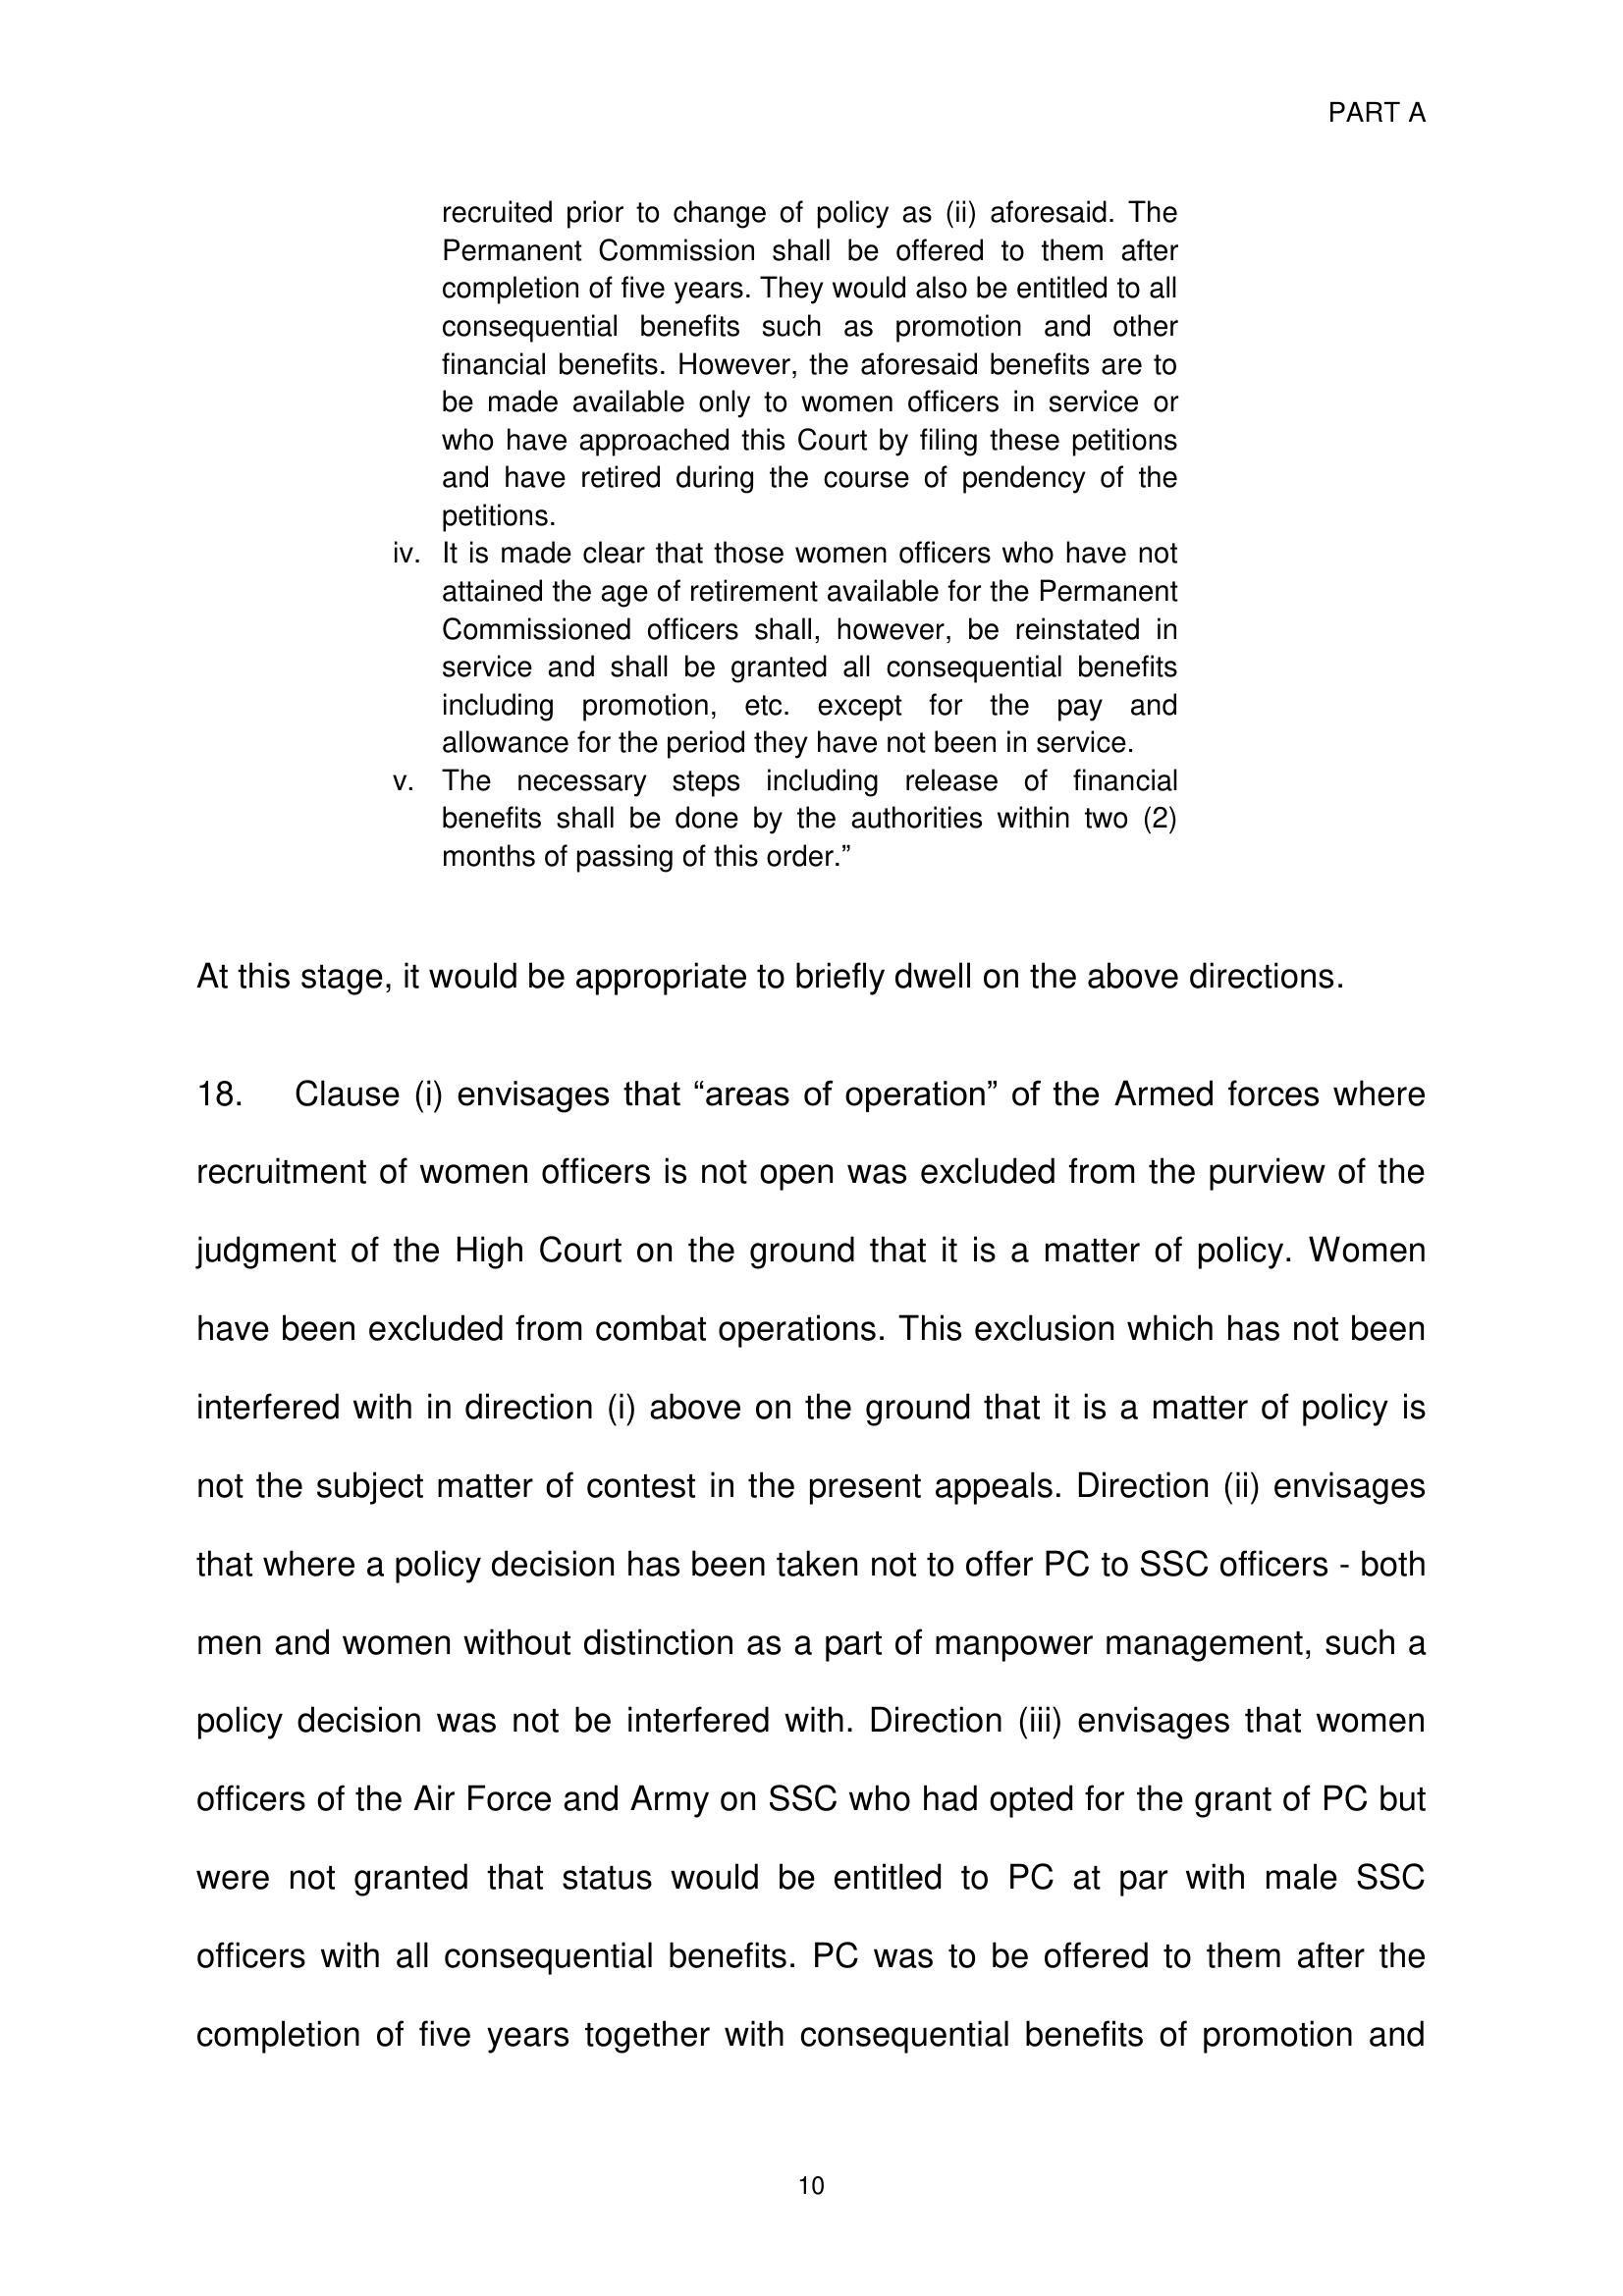 PART A
recruited prior to change of policy as (ii) aforesaid. The
Permanent Commission shall be offered to them after
completion of five years. They would also be entitled to all
consequential benefits such as promotion and other
financial benefits. However, the aforesaid benefits are to
be made available only to women officers in service or
who have approached this Court by filing these petitions
and have retired during the course of pendency of the
petitions.
iv. It is made clear that those women officers who have not
attained the age of retirement available for the Permanent
Commissioned officers shall, however, be reinstated in
service and shall be granted all consequential benefits
including promotion, etc. except for the pay and
allowance for the period they have not been in service.
v. The necessary steps including release of financial
benefits shall be done by the authorities within two (2)
months of passing of this order.”
At this stage, it would be appropriate to briefly dwell on the above directions.
18. Clause (i) envisages that “areas of operation” of the Armed forces where
recruitment of women officers is not open was excluded from the purview of the
judgment of the High Court on the ground that it is a matter of policy. Women
have been excluded from combat operations. This exclusion which has not been
interfered with in direction (i) above on the ground that it is a matter of policy is
not the subject matter of contest in the present appeals. Direction (ii) envisages
that where a policy decision has been taken not to offer PC to SSC officers - both
men and women without distinction as a part of manpower management, such a
policy decision was not be interfered with. Direction (iii) envisages that women
officers of the Air Force and Army on SSC who had opted for the grant of PC but
were not granted that status would be entitled to PC at par with male SSC
officers with all consequential benefits. PC was to be offered to them after the
completion of five years together with consequential benefits of promotion and
10